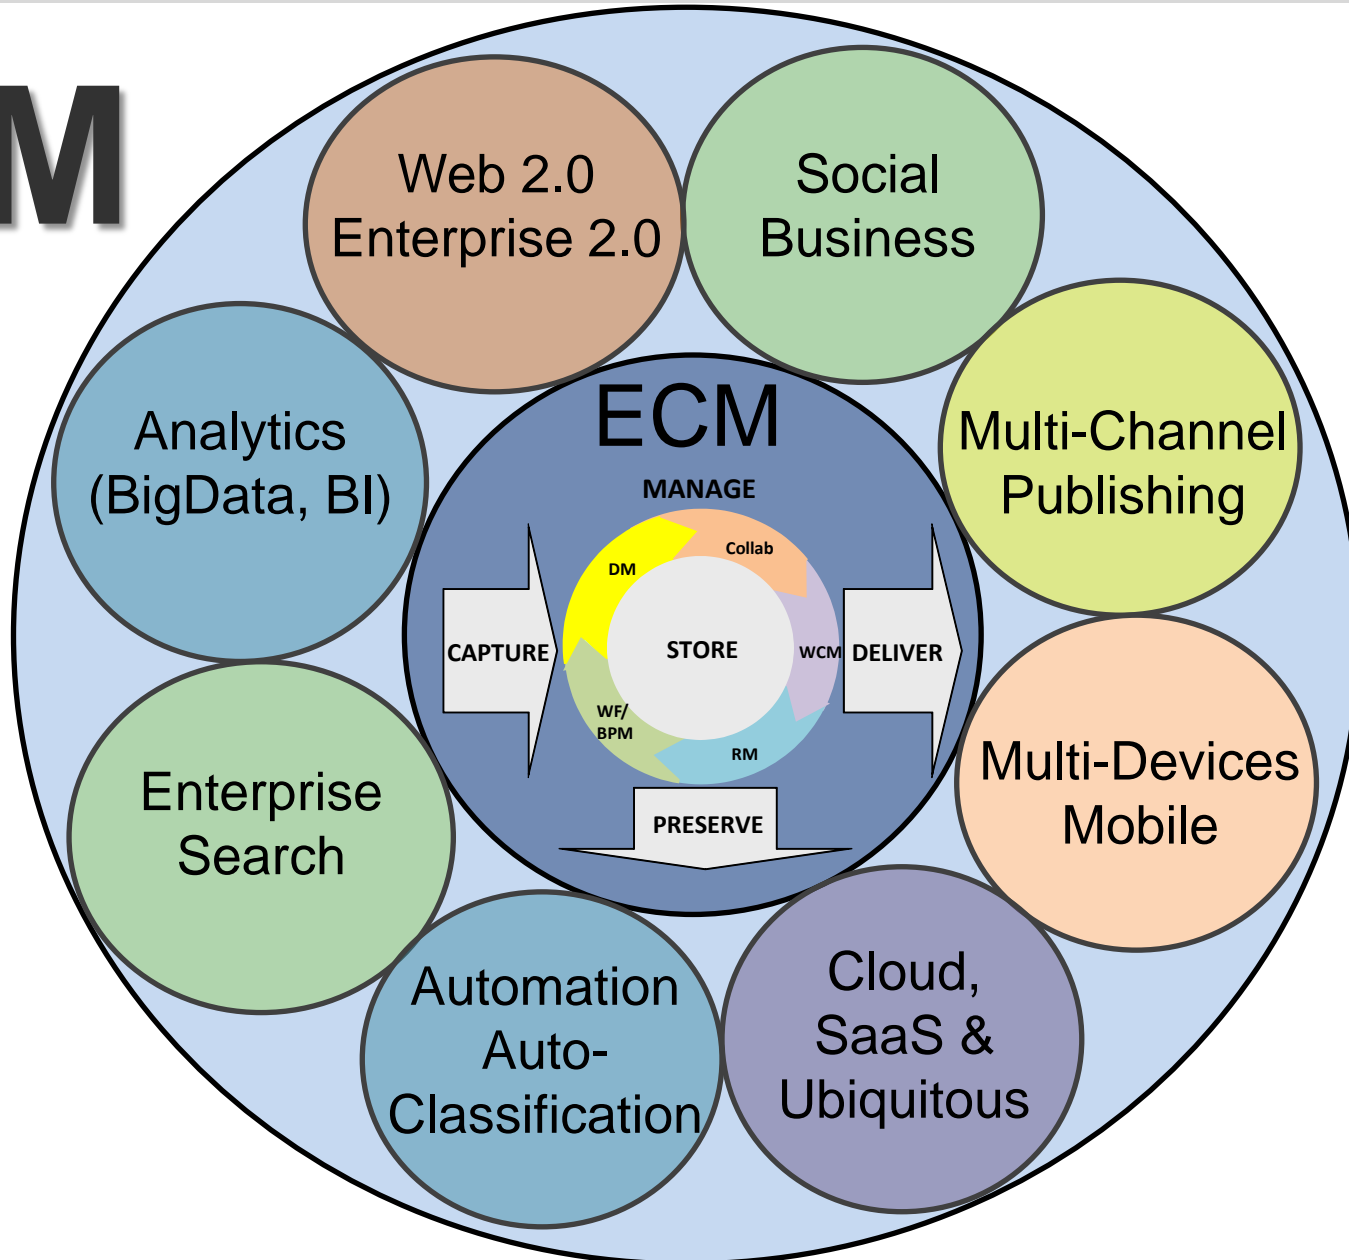 M
Web 2.0
Enterprise 2.0
Social
Business
Analytics
(BigData, BI)
Multi-Channel
Publishing
ECM
MANAGE
DM
Collab
CAPTURE
STORE
WCM
DELIVER
WF/
BPM
RM
PRESERVE
Enterprise
Search
Multi-Devices
Mobile
Automation
Auto-
Classification
Cloud,
SaaS &
Ubiquitous